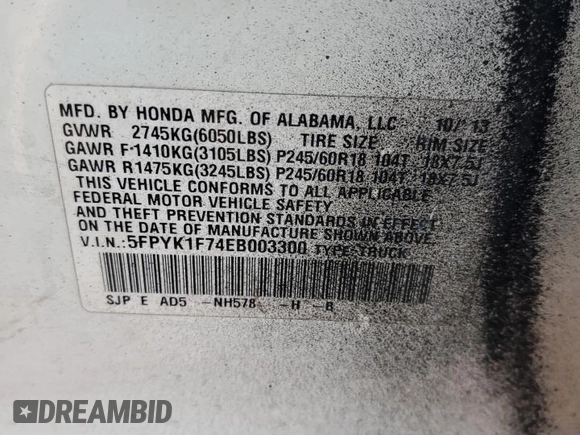 MFD. BY HONDA MFG. OF ALABAMA, LLC 10/13
GVWR 2745KG(6050LBS) TIRE SIZE RIM SIZE
GAWR F 1410KG(3105LBS) P245/60R18 104T 18X7.5J
GAWR R1475KG(3245LBS) P245/60R18 104T 18X7.5J
THIS VEHICLE CONFORMS TO ALL APPLICABLE
FEDERAL MOTOR VEHICLE SAFETY
AND THEFT PREVENTION STANDARDS IN EFFECT
ON THE DATE OF MANUFACTURE SHOWN ABOVE.
V.I.N.:5FPYK1F74EB003300 TYPE:TRUCK
SJP E AD5 -NH578 -H -B
DREAMBID